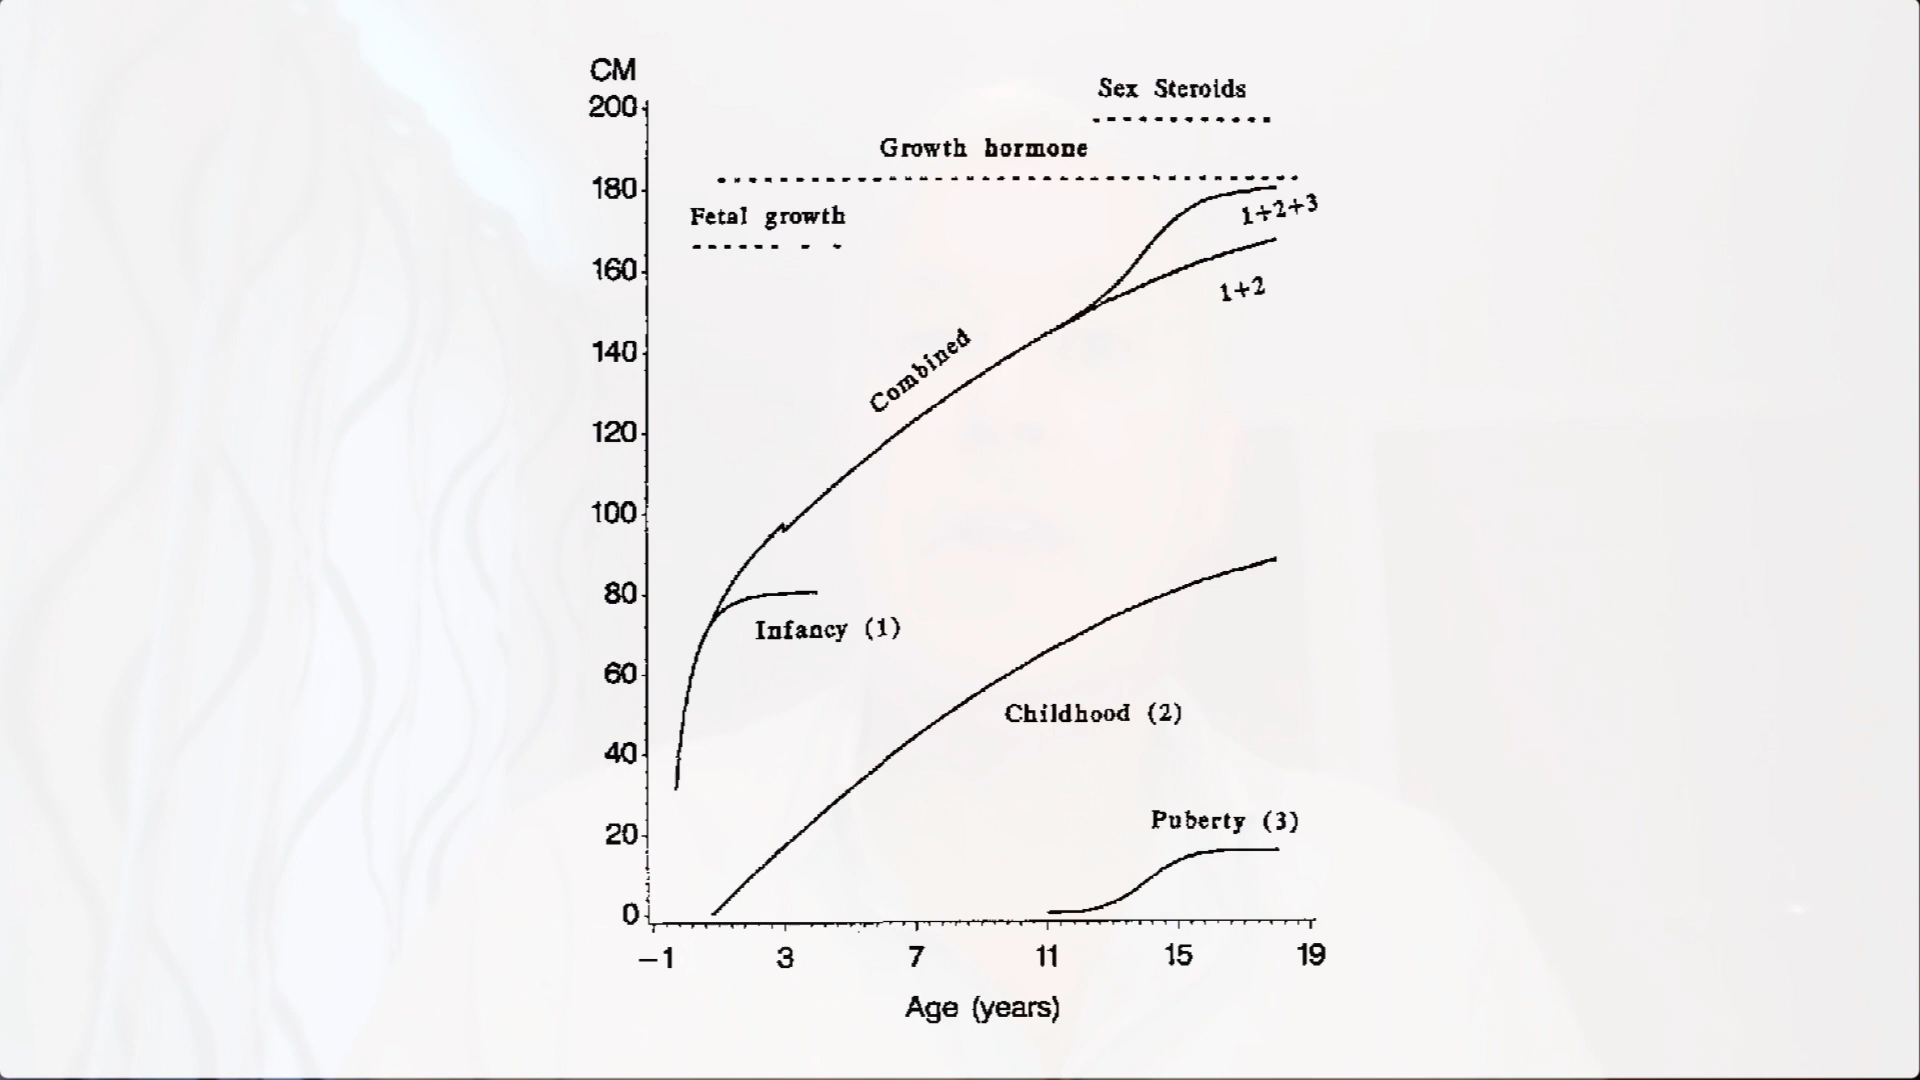 CM
200
Sex Steroids
Growth hormone
180
Fetal growth
1+2+3
160
1+2
140
Combined
120
100
80
Infancy (1)
60
Childhood (2)
40
Puberty (3)
20
0
−1 3 7 11 15 19
Age (years)